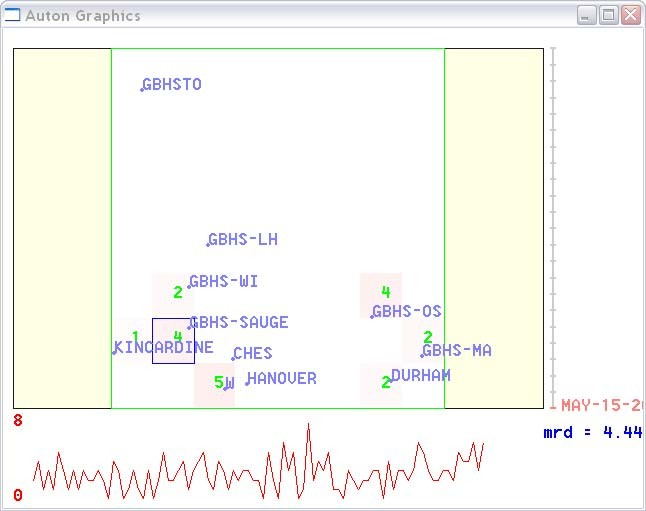 Auton Graphics
GBHSTO
GBHS-LH
GBHS-WI
2
4
GBHS-OS
GBHS-SAUGE
1
4
2
KINCARDINE
GBHS-MA
CHES
5
W
HANOVER
2
DURHAM
MAY-15-20
8
mrd = 4.44
0